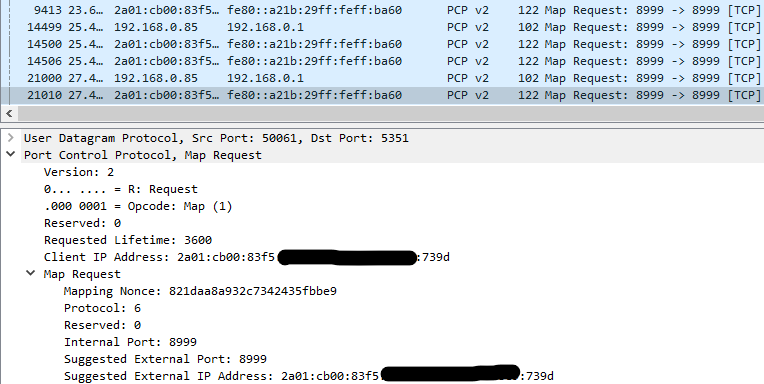 9413 23.6… 2a01:cb00:83f5… fe80::a21b:29ff:feff:ba60 PCP v2 122 Map Request: 8999 -> 8999 [TCP]
14499 25.4… 192.168.0.85 192.168.0.1 PCP v2 102 Map Request: 8999 -> 8999 [TCP]
14500 25.4… 2a01:cb00:83f5… fe80::a21b:29ff:feff:ba60 PCP v2 122 Map Request: 8999 -> 8999 [TCP]
14506 25.4… 2a01:cb00:83f5… fe80::a21b:29ff:feff:ba60 PCP v2 122 Map Request: 8999 -> 8999 [TCP]
21000 27.4… 192.168.0.85 192.168.0.1 PCP v2 102 Map Request: 8999 -> 8999 [TCP]
21010 27.4… 2a01:cb00:83f5… fe80::a21b:29ff:feff:ba60 PCP v2 122 Map Request: 8999 -> 8999 [TCP]
User Datagram Protocol, Src Port: 50061, Dst Port: 5351
Port Control Protocol, Map Request
Version: 2
0... .... = R: Request
.000 0001 = Opcode: Map (1)
Reserved: 0
Requested Lifetime: 3600
Client IP Address: 2a01:cb00:83f5: :739d
Map Request
Mapping Nonce: 821daa8a932c7342435fbbe9
Protocol: 6
Reserved: 0
Internal Port: 8999
Suggested External Port: 8999
Suggested External IP Address: 2a01:cb00:83f5: :739d